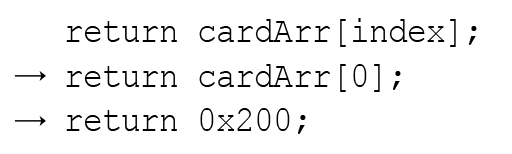 return cardArr[index];
→ return cardArr[0];
→ return 0x200;